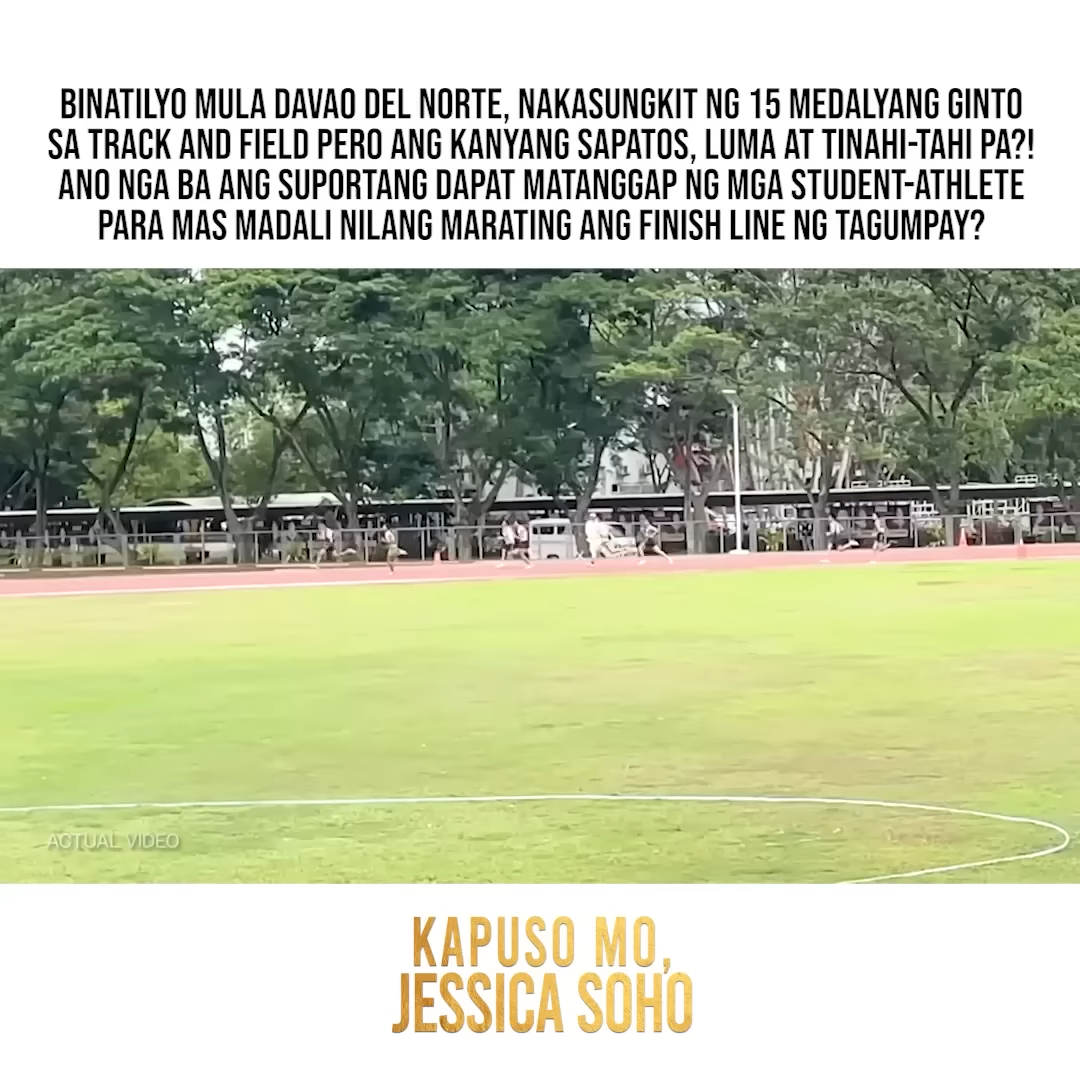 BINATILYO MULA DAVAO DEL NORTE, NAKASUNGKIT NG 15 MEDALYANG GINTO
SA TRACK AND FIELD PERO ANG KANYANG SAPATOS, LUMA AT TINAHI-TAHI PA?!
ANO NGA BA ANG SUPORTANG DAPAT MATANGGAP NG MGA STUDENT-ATHLETE
PARA MAS MADALI NILANG MARATING ANG FINISH LINE NG TAGUMPAY?
ACTUAL VIDEO
KAPUSO MO,
JESSICA SOHO